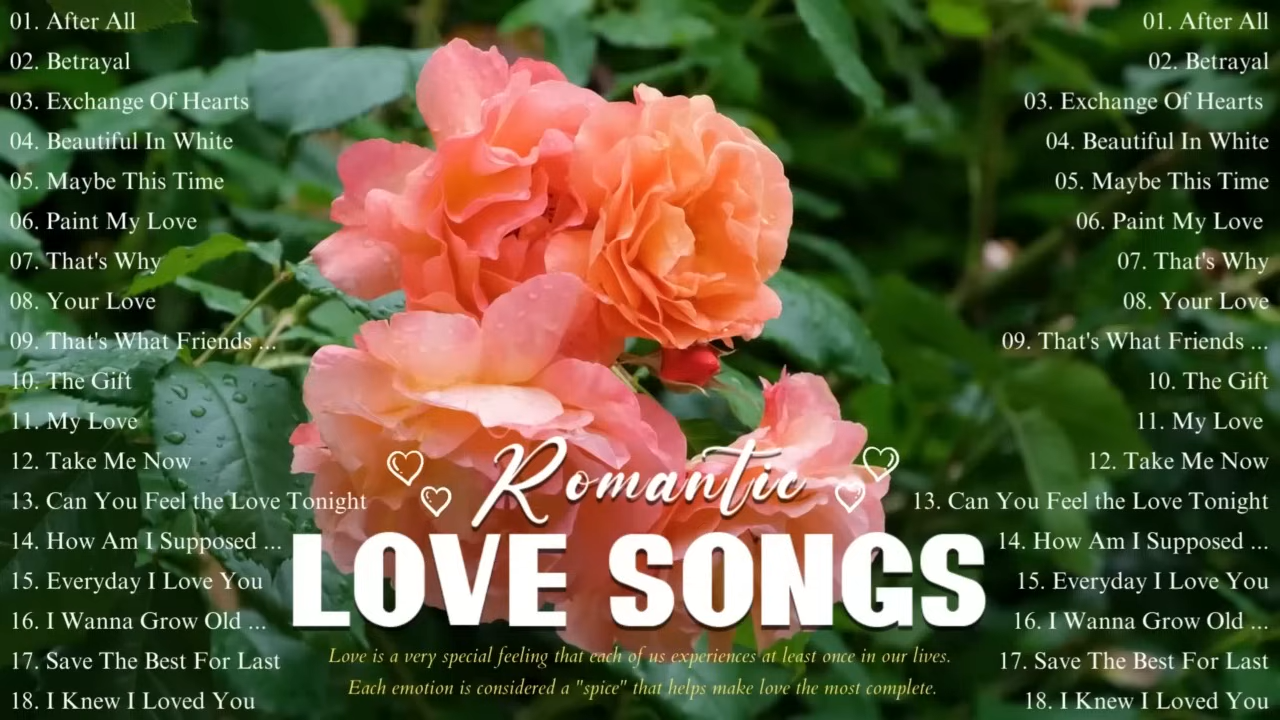 01. After All
02. Betrayal
03. Exchange Of Hearts
04. Beautiful In White
05. Maybe This Time
06. Paint My Love
07. That's Why
08. Your Love
09. That's What Friends ...
10. The Gift
11. My Love
12. Take Me Now
13. Can You Feel the Love Tonight
14. How Am I Supposed ...
15. Everyday I Love You
16. I Wanna Grow Old ...
17. Save The Best For Last
18. I Knew I Loved You
Romantic
LOVE SONGS
Love is a very special feeling that each of us experiences at least once in our lives.
Each emotion is considered a "spice" that helps make love the most complete.
01. After All
02. Betrayal
03. Exchange Of Hearts
04. Beautiful In White
05. Maybe This Time
06. Paint My Love
07. That's Why
08. Your Love
09. That's What Friends ...
10. The Gift
11. My Love
12. Take Me Now
13. Can You Feel the Love Tonight
14. How Am I Supposed ...
15. Everyday I Love You
16. I Wanna Grow Old ...
17. Save The Best For Last
18. I Knew I Loved You